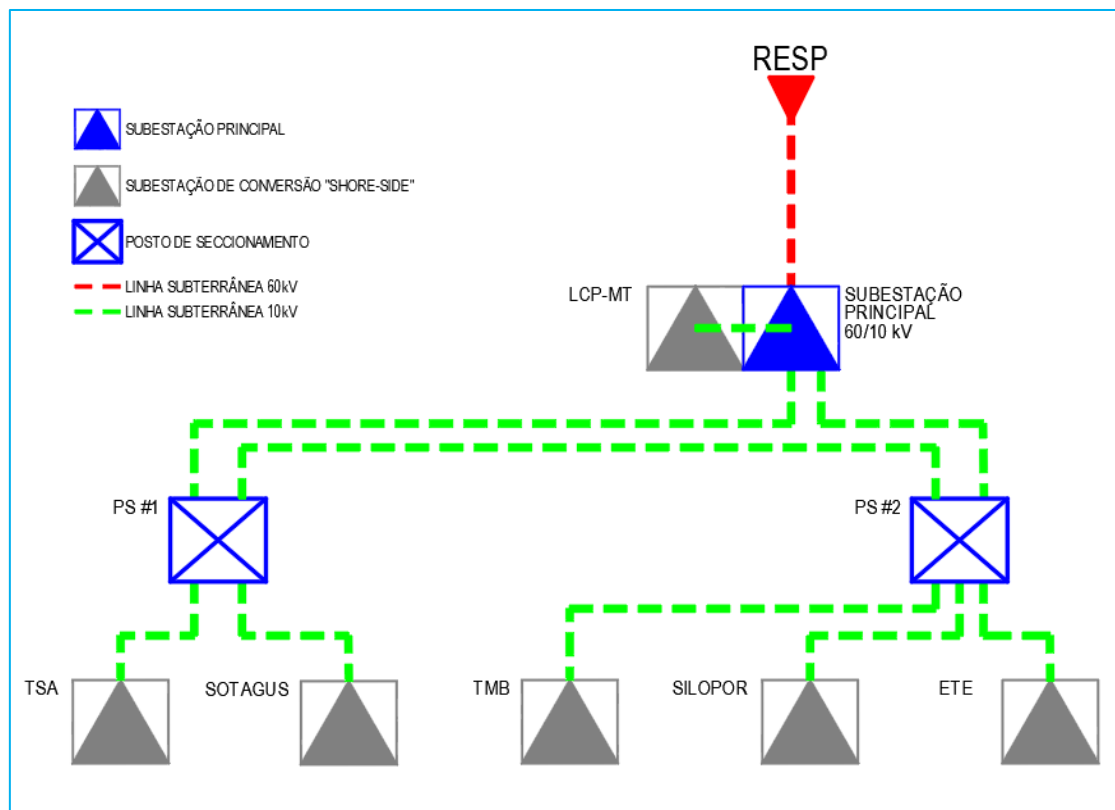 RESP
SUBESTAÇÃO PRINCIPAL
SUBESTAÇÃO DE CONVERSÃO "SHORE-SIDE"
POSTO DE SECCIONAMENTO
LINHA SUBTERRÂNEA 60kV
LINHA SUBTERRÂNEA 10kV
LCP-MT
SUBESTAÇÃO
PRINCIPAL
60/10 kV
PS #1
PS #2
TSA
SOTAGUS
TMB
SILOPOR
ETE